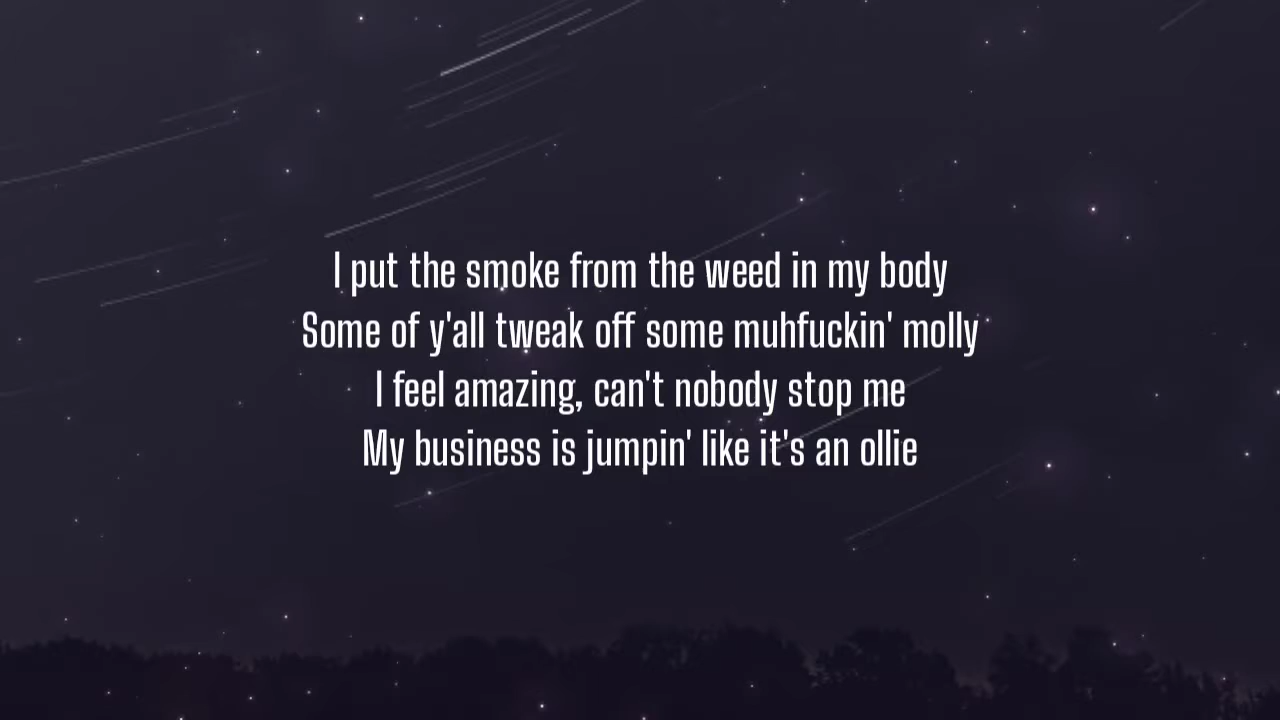 I put the smoke from the weed in my body
Some of y'all tweak off some muhfuckin' molly
I feel amazing, can't nobody stop me
My business is jumpin' like it's an ollie